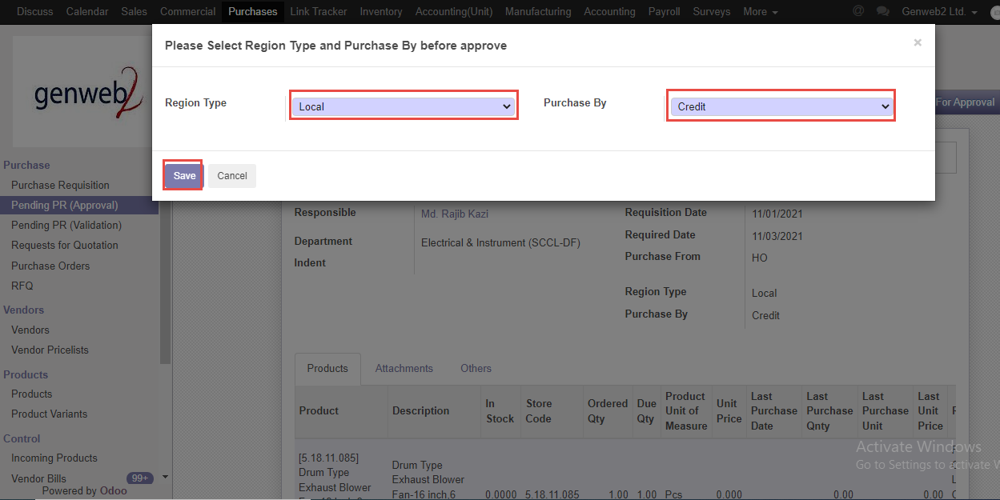 Discuss Calendar Sales Commercial Purchases Link Tracker Inventory Accounting(Unit) Manufacturing Accounting Payroll Surveys More @ Genweb2 Ltd.
Please Select Region Type and Purchase By before approve ×
Region Type Local Purchase By Credit
Save Cancel
For Approval
genweb2
Purchase
Purchase Requisition
Pending PR (Approval)
Pending PR (Validation)
Requests for Quotation
Purchase Orders
RFQ
Vendors
Vendors
Vendor Pricelists
Products
Products
Product Variants
Control
Incoming Products
Vendor Bills 99+
Powered by Odoo
Responsible Md. Rajib Kazi
Department Electrical & Instrument (SCCL-DF)
Indent
Requisition Date 11/01/2021
Required Date 11/03/2021
Purchase From HO
Region Type Local
Purchase By Credit
Products Attachments Others
Product Description In Stock Store Code Ordered Qty Due Qty Product Unit of Measure Unit Price Last Purchase Date Last Purchase Qnty Last Purchase Unit Last Unit Price
[5.18.11.085]
Drum Type
Exhaust Blower
Fan-16 inch,6
Drum Type
Exhaust Blower
Fan-16 inch,6 0.0000 5.18.11.085 1.00 1.00 Pcs 0.000 0.00 0.00
Activate Windows
Go to Settings to activate W